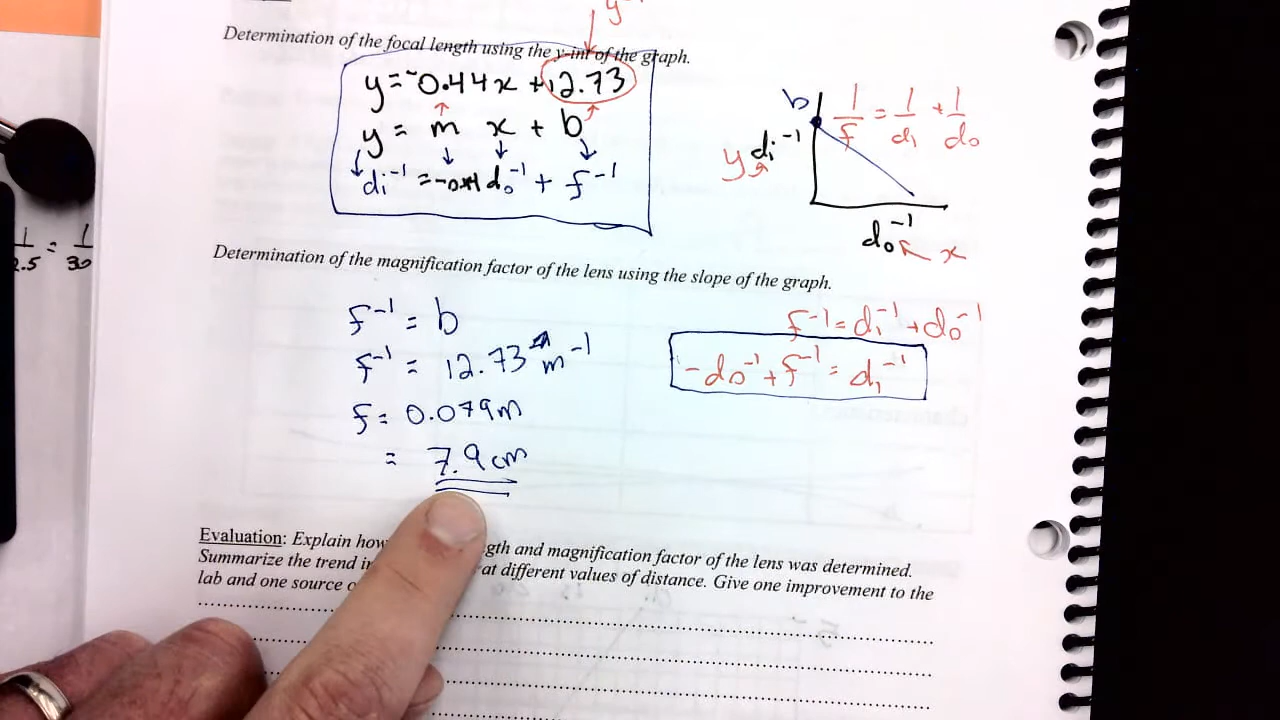 y
Determination of the focal length using the y-int of the graph.
y = -0.44x + 12.73
y = m x + b
di⁻¹ = -0.44 do⁻¹ + f⁻¹
b
1/f = 1/di + 1/do
y di⁻¹
do⁻¹ x
1/2.5 = 1/30
Determination of the magnification factor of the lens using the slope of the graph.
f⁻¹ = b
f⁻¹ = 12.73 m⁻¹
f = 0.079m
= 7.9 cm
f⁻¹ = di⁻¹ + do⁻¹
-do⁻¹ + f⁻¹ = di⁻¹
Evaluation: Explain how gth and magnification factor of the lens was determined.
Summarize the trend in at different values of distance. Give one improvement to the
lab and one source o